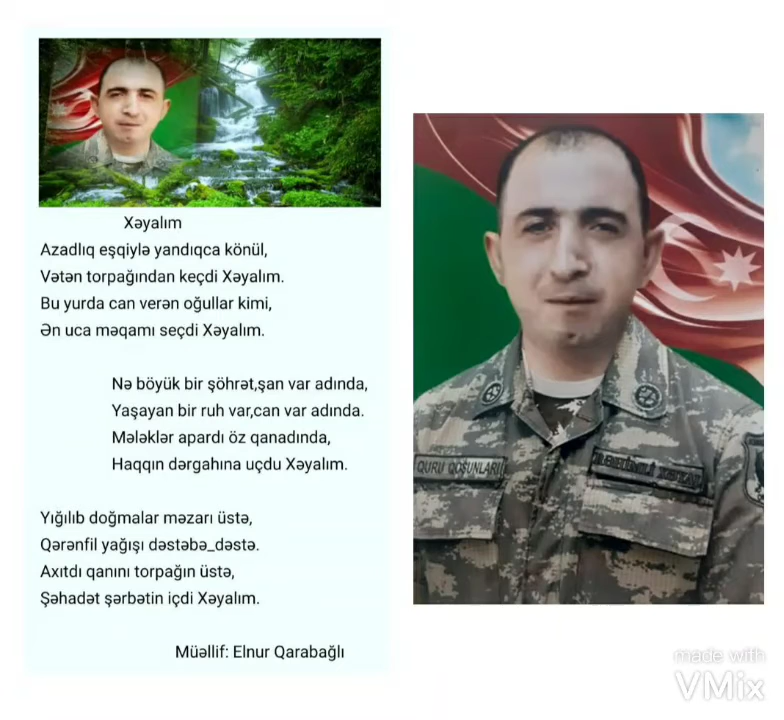 Xəyalım
Azadlıq eşqiylə yandıqca könül,
Vətən torpağından keçdi Xəyalım.
Bu yurda can verən oğullar kimi,
Ən uca məqamı seçdi Xəyalım.
Nə böyük bir şöhrət,şan var adında,
Yaşayan bir ruh var,can var adında.
Mələklər apardı öz qanadında,
Haqqın dərgahına uçdu Xəyalım.
Yığılıb doğmalar məzarı üstə,
Qərənfil yağışı dəstəbə_dəstə.
Axıtdı qanını torpağın üstə,
Şəhadət şərbətin içdi Xəyalım.
Müəllif: Elnur Qarabağlı
QURU QOŞUNLARI
made with
VMix